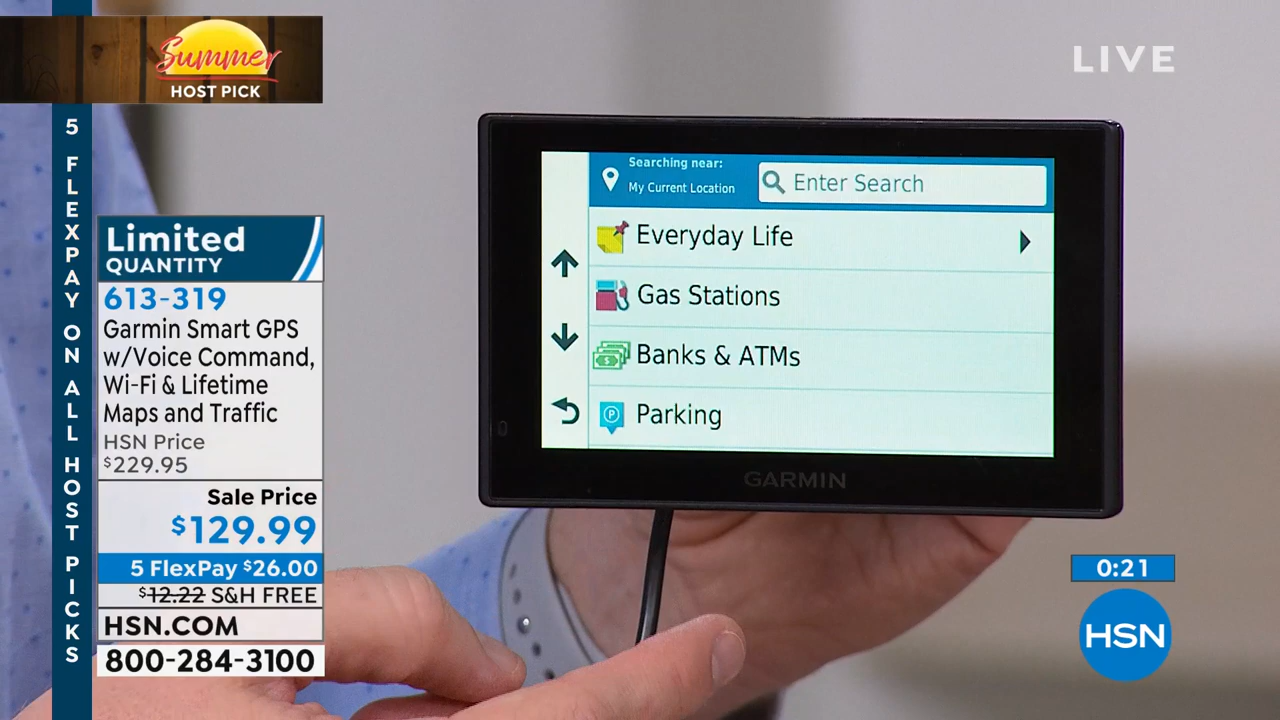 Summer
HOST PICK
LIVE
5 FLEXPAY ON ALL HOST PICKS
Limited
QUANTITY
613-319
Garmin Smart GPS
w/Voice Command,
Wi-Fi & Lifetime
Maps and Traffic
HSN Price
$229.95
Sale Price
$129.99
5 FlexPay $26.00
$12.22 S&H FREE
HSN.COM
800-284-3100
Searching near:
My Current Location
Enter Search
Everyday Life
Gas Stations
Banks & ATMs
P Parking
GARMIN
0:21
HSN